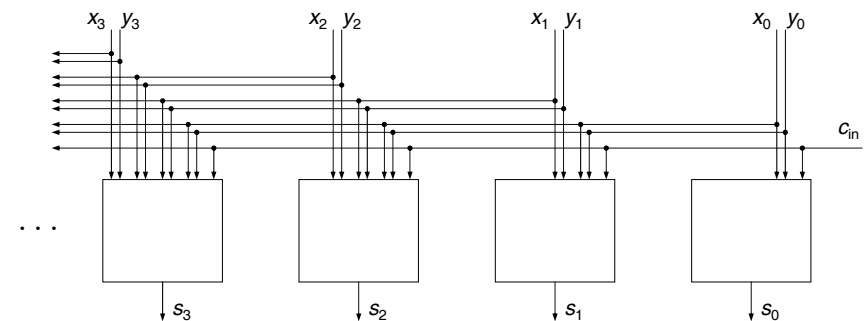 x3 y3 x2 y2 x1 y1 x0 y0
cin
. . .
s3 s2 s1 s0